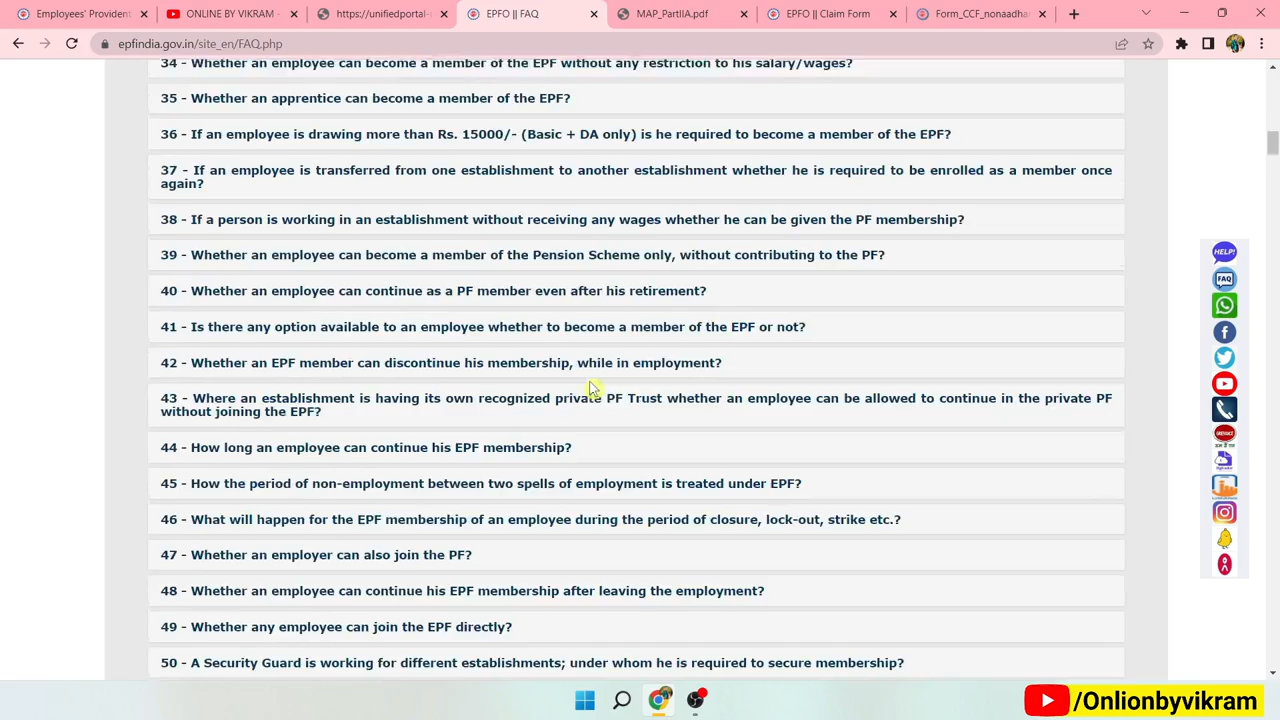 Employees' Provident
ONLINE BY VIKRAM -
https://unifiedportal-
EPFO || FAQ
MAP_PartIIA.pdf
EPFO || Claim Form
Form_CCF_nonaadha
epfindia.gov.in/site_en/FAQ.php
34 - Whether an employee can become a member of the EPF without any restriction to his salary/wages?
35 - Whether an apprentice can become a member of the EPF?
36 - If an employee is drawing more than Rs. 15000/- (Basic + DA only) is he required to become a member of the EPF?
37 - If an employee is transferred from one establishment to another establishment whether he is required to be enrolled as a member once
again?
38 - If a person is working in an establishment without receiving any wages whether he can be given the PF membership?
39 - Whether an employee can become a member of the Pension Scheme only, without contributing to the PF?
40 - Whether an employee can continue as a PF member even after his retirement?
41 - Is there any option available to an employee whether to become a member of the EPF or not?
42 - Whether an EPF member can discontinue his membership, while in employment?
43 - Where an establishment is having its own recognized private PF Trust whether an employee can be allowed to continue in the private PF
without joining the EPF?
44 - How long an employee can continue his EPF membership?
45 - How the period of non-employment between two spells of employment is treated under EPF?
46 - What will happen for the EPF membership of an employee during the period of closure, lock-out, strike etc.?
47 - Whether an employer can also join the PF?
48 - Whether an employee can continue his EPF membership after leaving the employment?
49 - Whether any employee can join the EPF directly?
50 - A Security Guard is working for different establishments; under whom he is required to secure membership?
HELP!
FAQ
/Onlionbyvikram